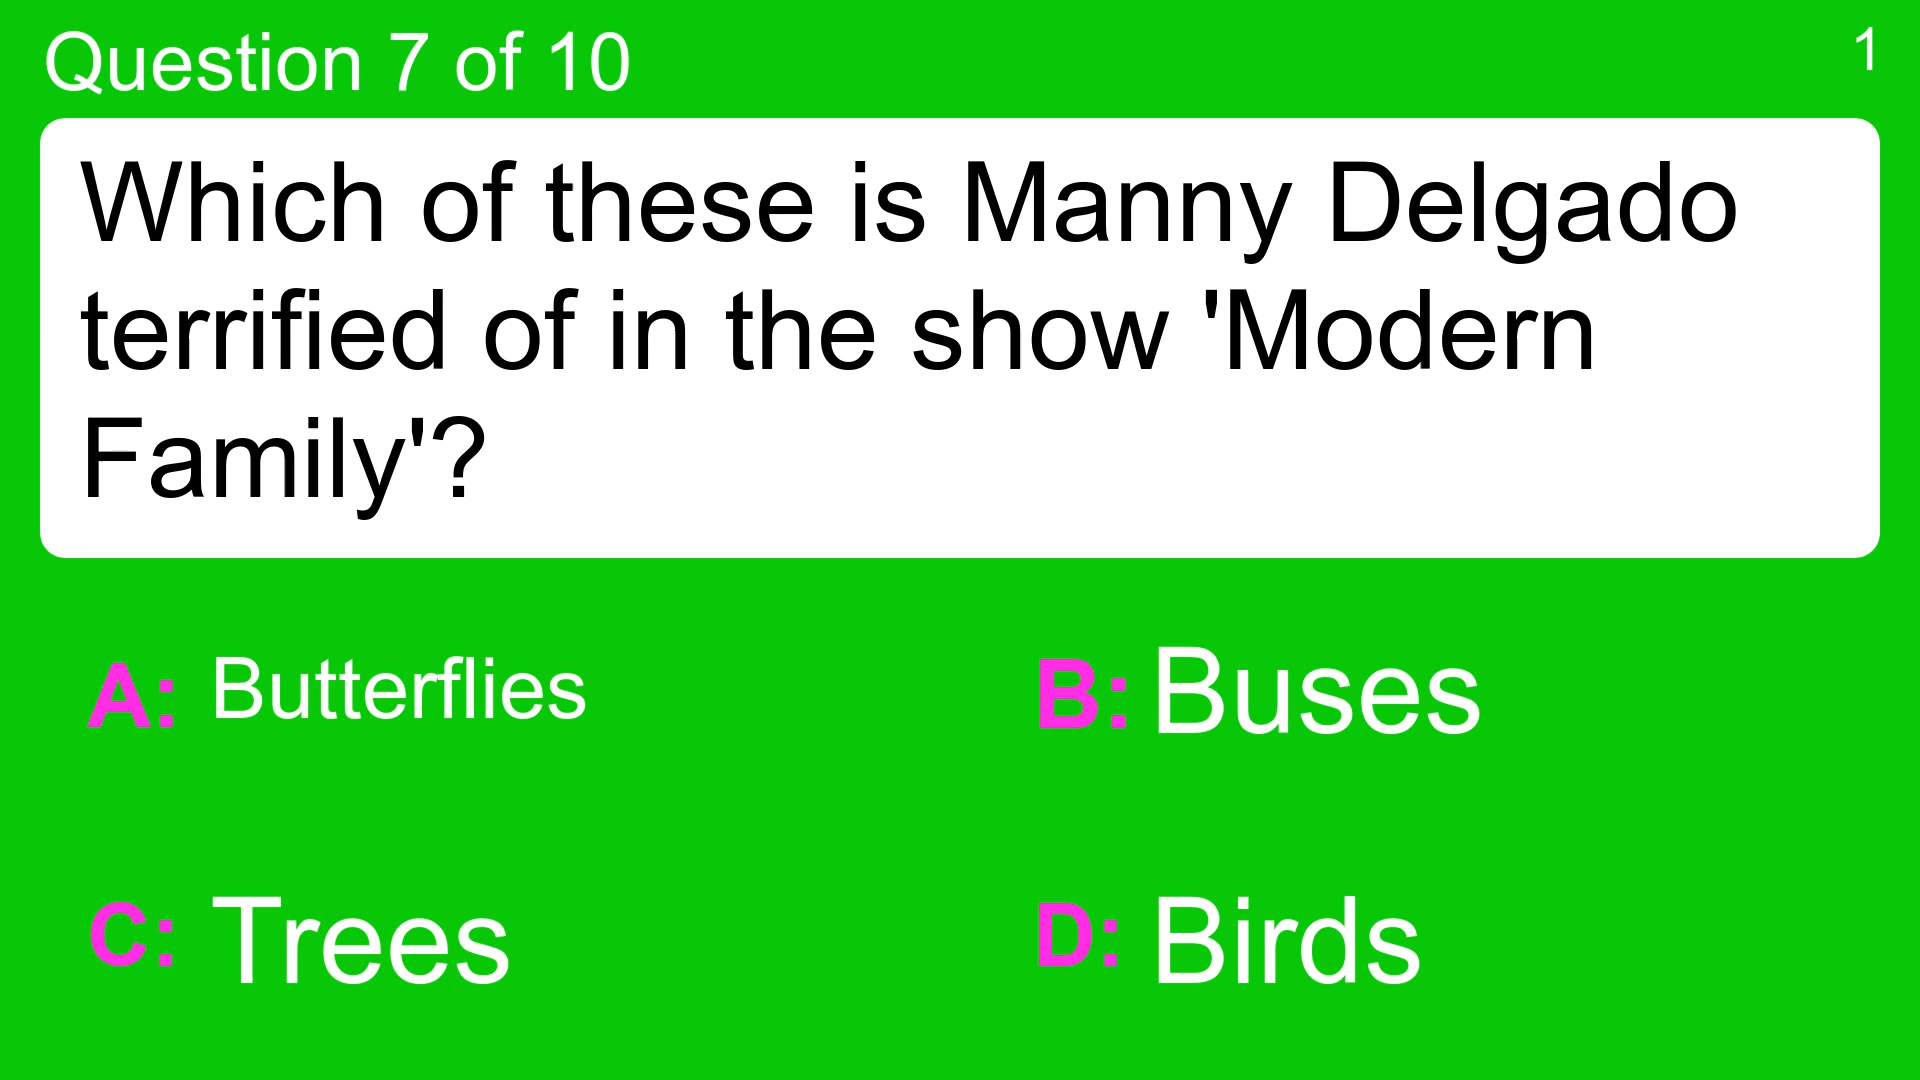 Question 7 of 10
1
Which of these is Manny Delgado
terrified of in the show 'Modern
Family'?
A: Butterflies
B: Buses
C: Trees
D: Birds